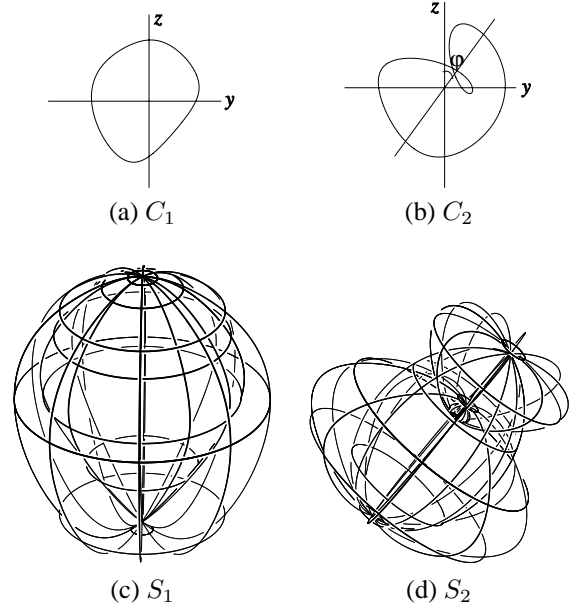 z
z
φ
y
y
(a) C₁
(b) C₂
(c) S₁
(d) S₂